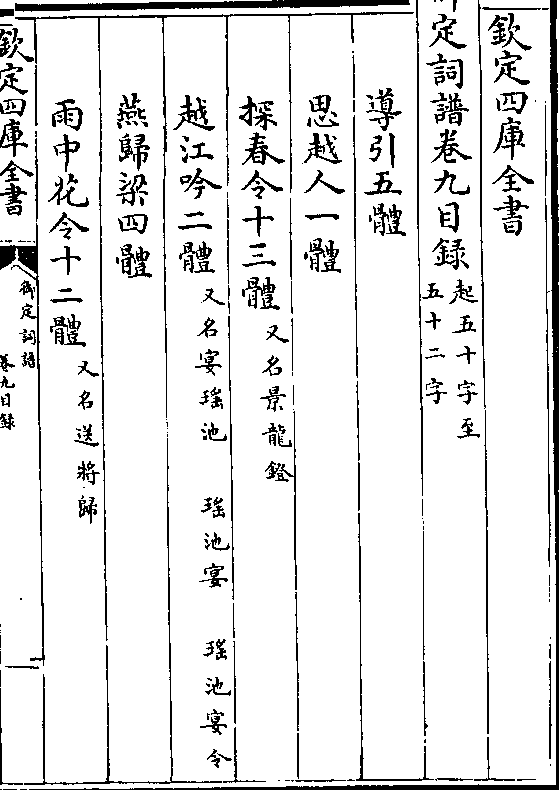 欽定四庫全書
御定詞譜卷九目録 起五十字至五十二字
導引五體
思越人一體
探春令十三體 又名景龍鐙
越江吟二體 又名宴瑤池 瑤池宴 瑤池宴令
燕歸梁四體
雨中花令十二體 又名送將歸
欽定四庫全書
御定詞譜
卷九目録